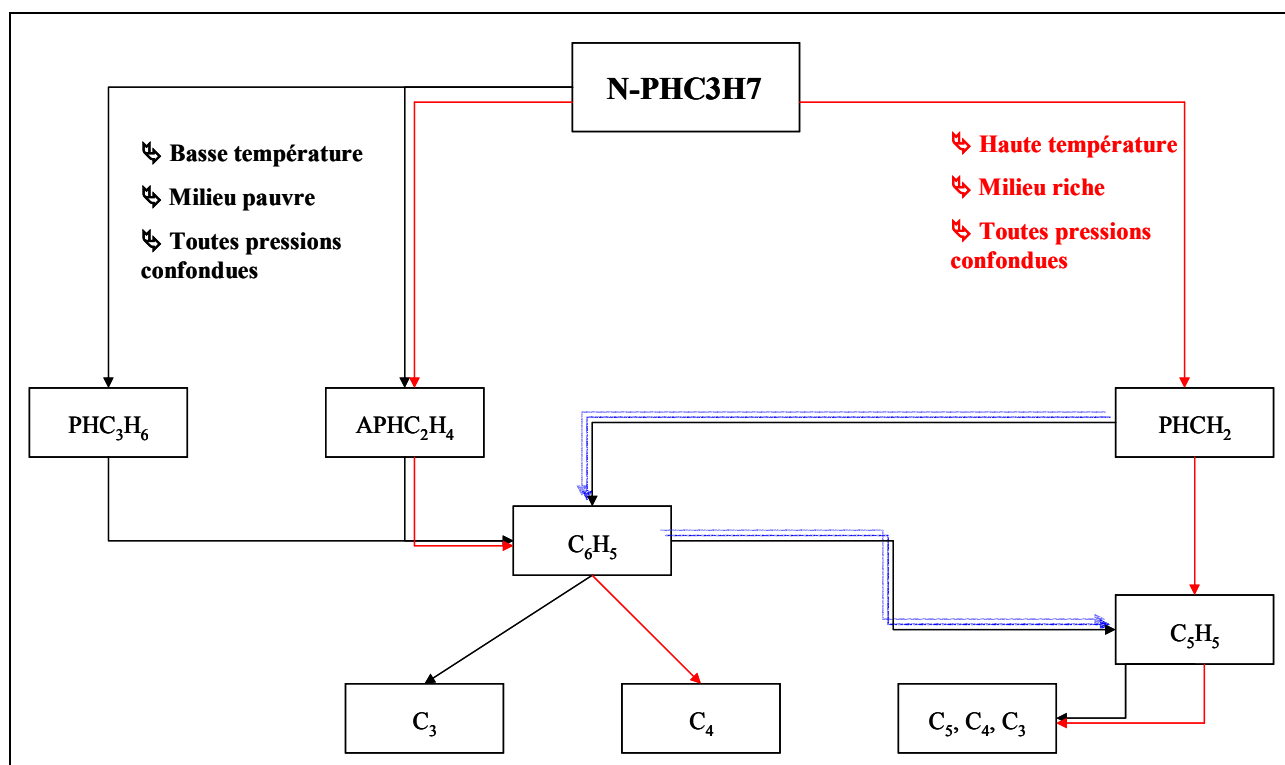 N-PHC3H7
Basse température
Milieu pauvre
Toutes pressions
confondues
Haute température
Milieu riche
Toutes pressions
confondues
PHC₃H₆
APHC₂H₄
PHCH₂
C₆H₅
C₅H₅
C₃
C₄
C₅, C₄, C₃